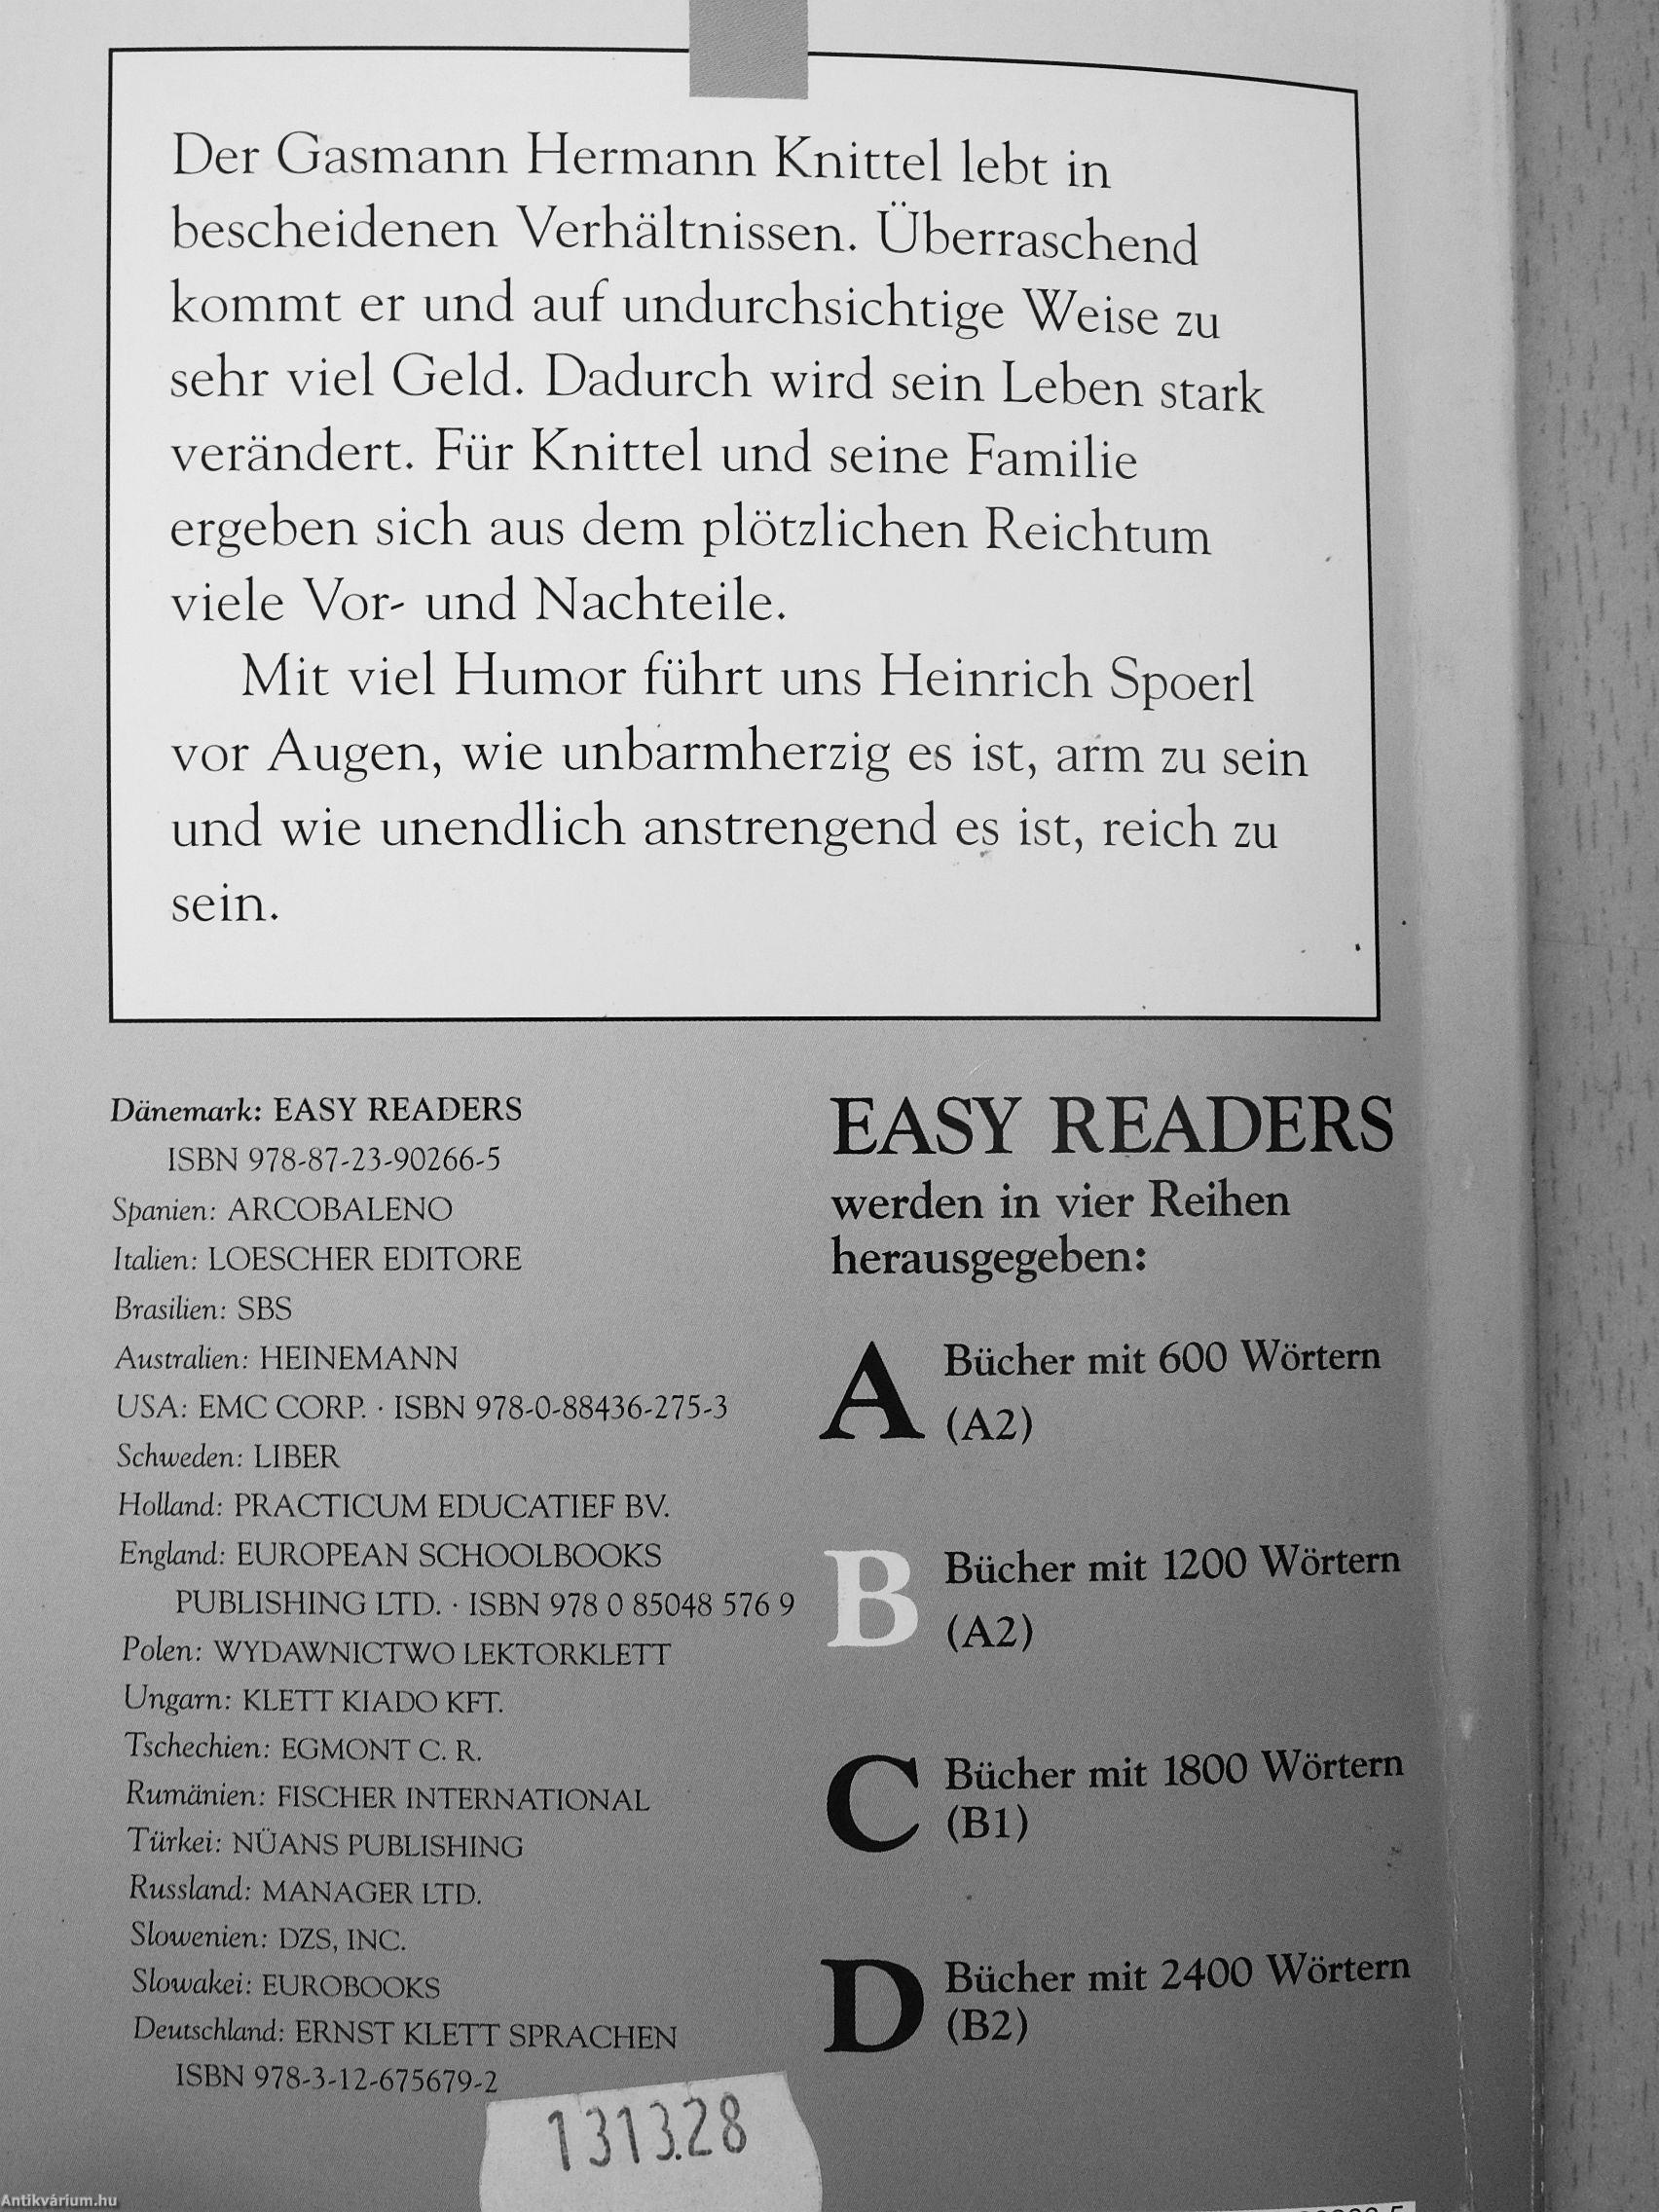 Der Gasmann Hermann Knittel lebt in
bescheidenen Verhältnissen. Überraschend
kommt er und auf undurchsichtige Weise zu
sehr viel Geld. Dadurch wird sein Leben stark
verändert. Für Knittel und seine Familie
ergeben sich aus dem plötzlichen Reichtum
viele Vor- und Nachteile.
Mit viel Humor führt uns Heinrich Spoerl
vor Augen, wie unbarmherzig es ist, arm zu sein
und wie unendlich anstrengend es ist, reich zu
sein.
Dänemark: EASY READERS
ISBN 978-87-23-90266-5
Spanien: ARCOBALENO
Italien: LOESCHER EDITORE
Brasilien: SBS
Australien: HEINEMANN
USA: EMC CORP. · ISBN 978-0-88436-275-3
Schweden: LIBER
Holland: PRACTICUM EDUCATIEF BV.
England: EUROPEAN SCHOOLBOOKS
PUBLISHING LTD. · ISBN 978 0 85048 576 9
Polen: WYDAWNICTWO LEKTORKLETT
Ungarn: KLETT KIADO KFT.
Tschechien: EGMONT C. R.
Rumänien: FISCHER INTERNATIONAL
Türkei: NÜANS PUBLISHING
Russland: MANAGER LTD.
Slowenien: DZS, INC.
Slowakei: EUROBOOKS
Deutschland: ERNST KLETT SPRACHEN
ISBN 978-3-12-675679-2
EASY READERS
werden in vier Reihen
herausgegeben:
A Bücher mit 600 Wörtern
(A2)
B Bücher mit 1200 Wörtern
(A2)
C Bücher mit 1800 Wörtern
(B1)
D Bücher mit 2400 Wörtern
(B2)
1313.28
Antikvárium.hu